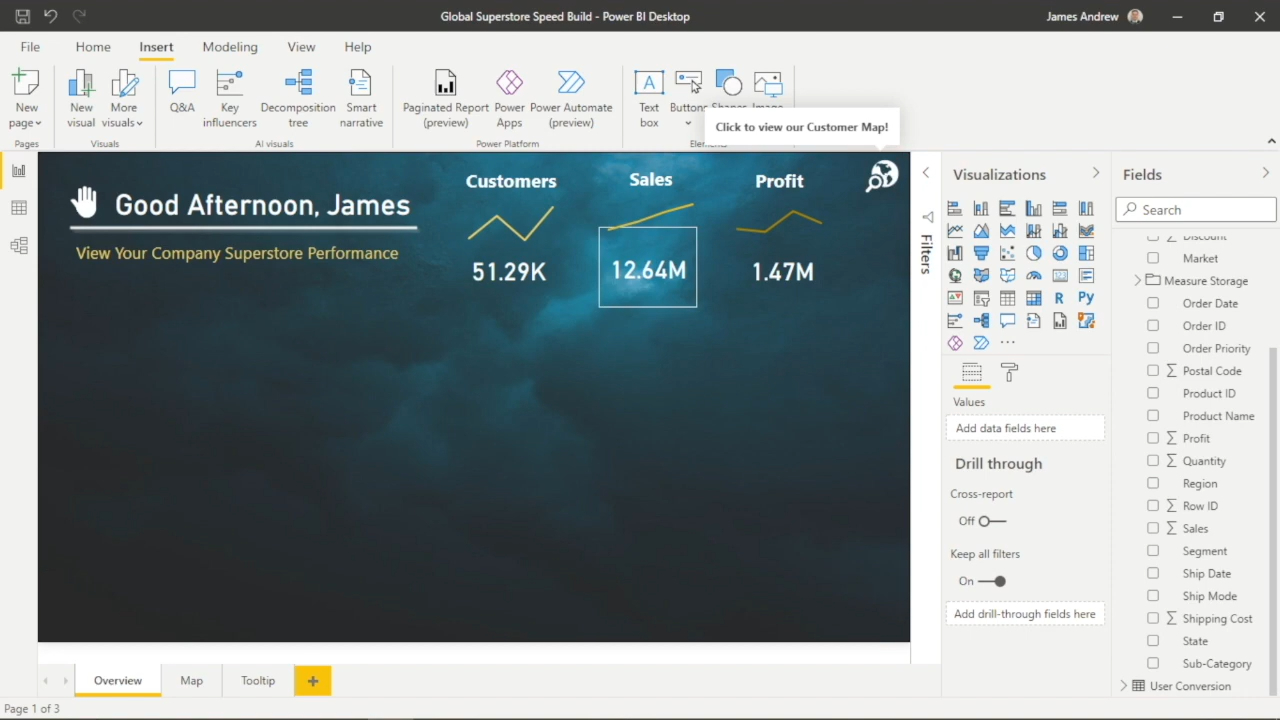 Global Superstore Speed Build - Power BI Desktop
James Andrew
File Home Insert Modeling View Help
New page
New visual
More visuals
Q&A
Key influencers
Decomposition tree
Smart narrative
Paginated Report (preview)
Power Apps
Power Automate (preview)
Text box
Buttons
Shapes
Image
Pages
Visuals
AI visuals
Power Platform
Elements
Click to view our Customer Map!
Good Afternoon, James
View Your Company Superstore Performance
Customers
51.29K
Sales
12.64M
Profit
1.47M
Filters
Visualizations
R
Py
Values
Add data fields here
Drill through
Cross-report
Off
Keep all filters
On
Add drill-through fields here
Fields
Search
Discount
Market
Measure Storage
Order Date
Order ID
Order Priority
Postal Code
Product ID
Product Name
Profit
Quantity
Region
Row ID
Sales
Segment
Ship Date
Ship Mode
Shipping Cost
State
Sub-Category
User Conversion
Overview
Map
Tooltip
Page 1 of 3